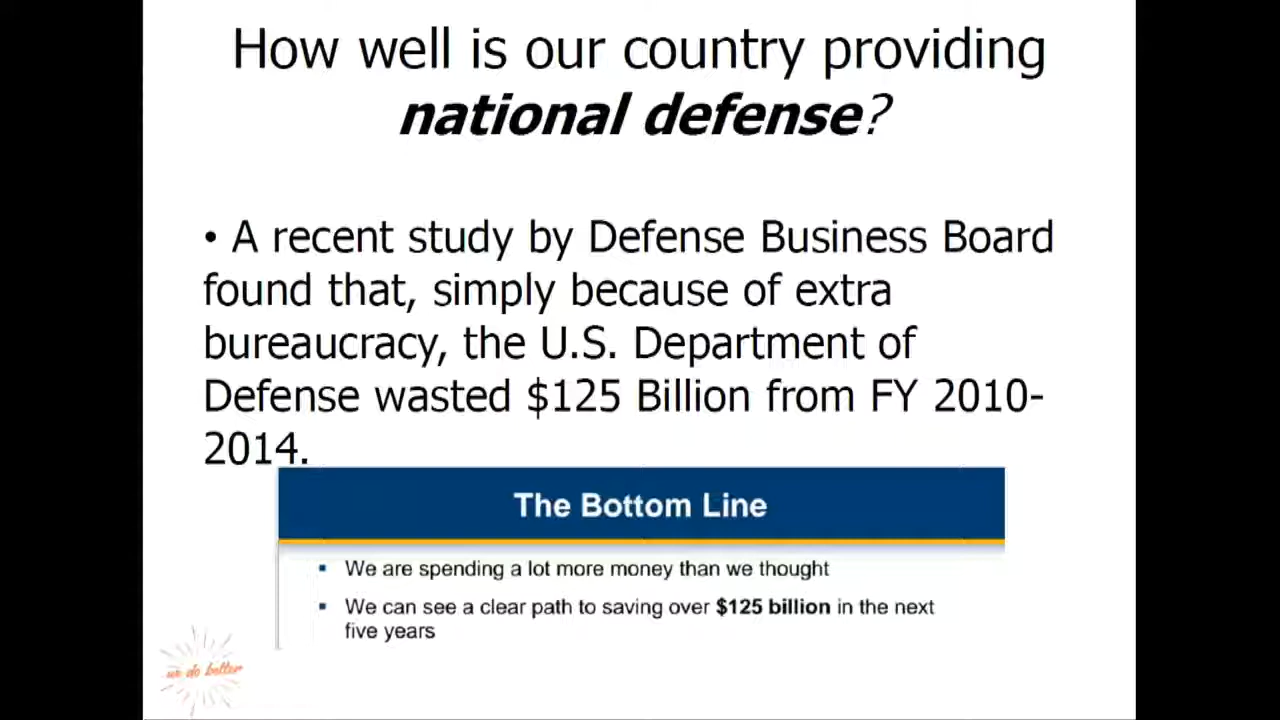 How well is our country providing
national defense?
• A recent study by Defense Business Board
found that, simply because of extra
bureaucracy, the U.S. Department of
Defense wasted $125 Billion from FY 2010-
2014.
The Bottom Line
▪ We are spending a lot more money than we thought
▪ We can see a clear path to saving over $125 billion in the next
five years
we do better